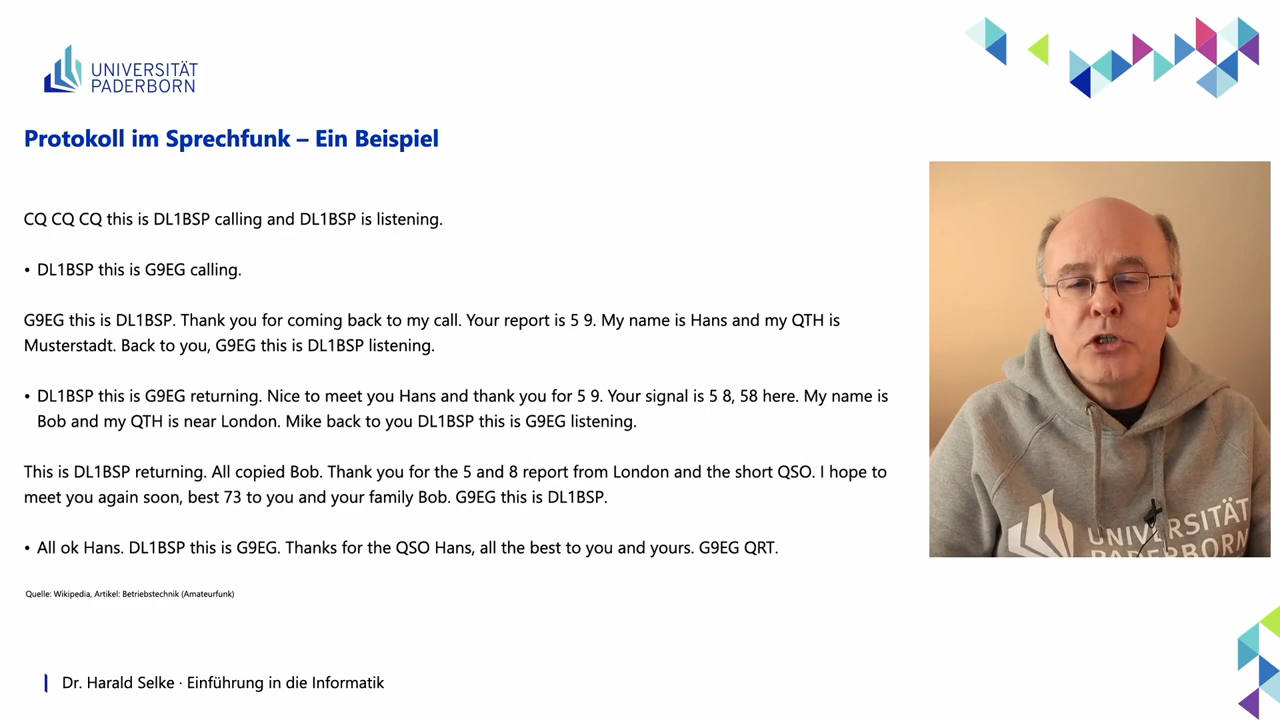 UNIVERSITÄT
PADERBORN
Protokoll im Sprechfunk – Ein Beispiel
CQ CQ CQ this is DL1BSP calling and DL1BSP is listening.
• DL1BSP this is G9EG calling.
G9EG this is DL1BSP. Thank you for coming back to my call. Your report is 5 9. My name is Hans and my QTH is
Musterstadt. Back to you, G9EG this is DL1BSP listening.
• DL1BSP this is G9EG returning. Nice to meet you Hans and thank you for 5 9. Your signal is 5 8, 58 here. My name is
Bob and my QTH is near London. Mike back to you DL1BSP this is G9EG listening.
This is DL1BSP returning. All copied Bob. Thank you for the 5 and 8 report from London and the short QSO. I hope to
meet you again soon, best 73 to you and your family Bob. G9EG this is DL1BSP.
• All ok Hans. DL1BSP this is G9EG. Thanks for the QSO Hans, all the best to you and yours. G9EG QRT.
Quelle: Wikipedia, Artikel: Betriebstechnik (Amateurfunk)
UNIVERSITÄT
PADERBORN
Dr. Harald Selke · Einführung in die Informatik